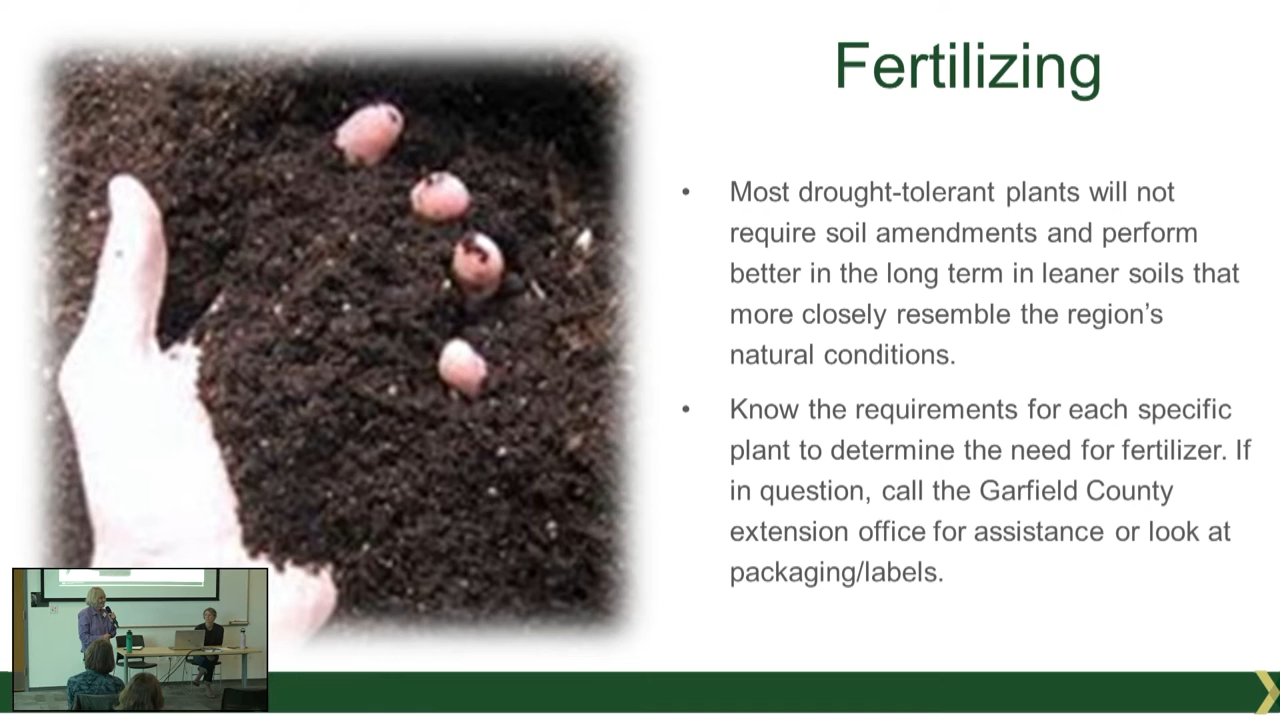 Fertilizing
• Most drought-tolerant plants will not
require soil amendments and perform
better in the long term in leaner soils that
more closely resemble the region’s
natural conditions.
• Know the requirements for each specific
plant to determine the need for fertilizer. If
in question, call the Garfield County
extension office for assistance or look at
packaging/labels.